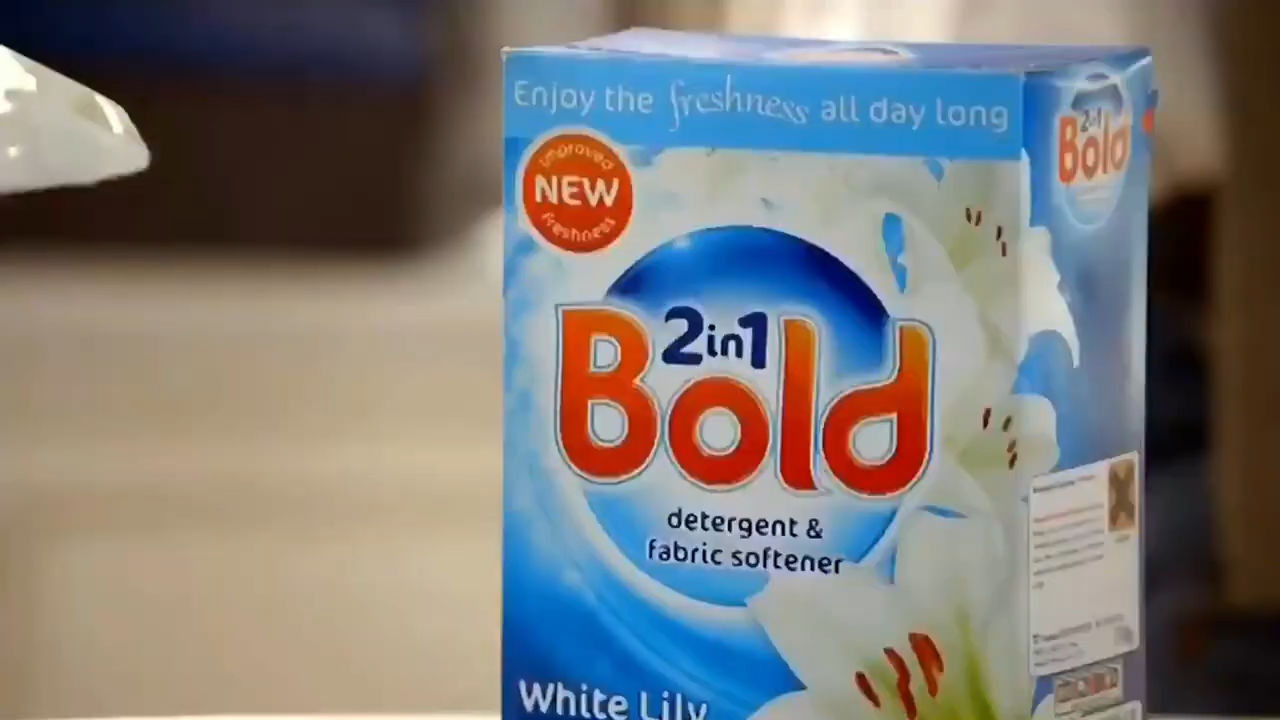 Enjoy the freshness all day long
improved
NEW
freshness
2in1
Bold
detergent &
fabric softener
White Lily
2in1
Bold